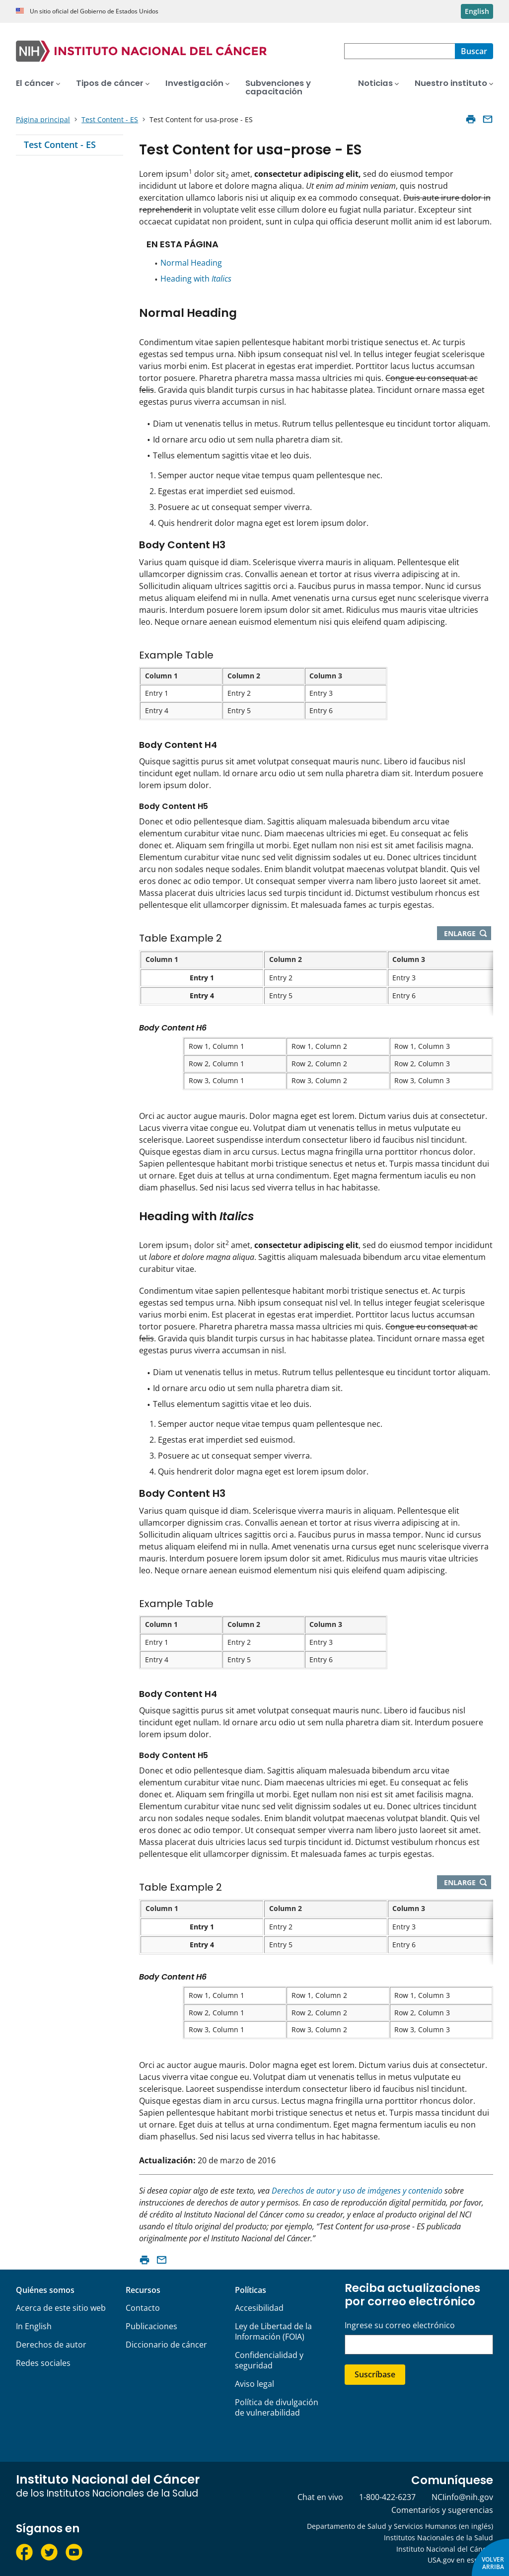 Un sitio oficial del Gobierno de Estados Unidos
English
NIH INSTITUTO NACIONAL DEL CÁNCER
Buscar
El cáncer
Tipos de cáncer
Investigación
Subvenciones y
capacitación
Noticias
Nuestro instituto
Página principal > Test Content - ES > Test Content for usa-prose - ES
Test Content - ES
Test Content for usa-prose - ES
Lorem ipsum1 dolor sit2 amet, consectetur adipiscing elit, sed do eiusmod tempor
incididunt ut labore et dolore magna aliqua. Ut enim ad minim veniam, quis nostrud
exercitation ullamco laboris nisi ut aliquip ex ea commodo consequat. Duis aute irure dolor in
reprehenderit in voluptate velit esse cillum dolore eu fugiat nulla pariatur. Excepteur sint
occaecat cupidatat non proident, sunt in culpa qui officia deserunt mollit anim id est laborum.
EN ESTA PÁGINA
• Normal Heading
• Heading with Italics
Normal Heading
Condimentum vitae sapien pellentesque habitant morbi tristique senectus et. Ac turpis
egestas sed tempus urna. Nibh ipsum consequat nisl vel. In tellus integer feugiat scelerisque
varius morbi enim. Est placerat in egestas erat imperdiet. Porttitor lacus luctus accumsan
tortor posuere. Pharetra pharetra massa massa ultricies mi quis. Congue eu consequat ac
felis. Gravida quis blandit turpis cursus in hac habitasse platea. Tincidunt ornare massa eget
egestas purus viverra accumsan in nisl.
• Diam ut venenatis tellus in metus. Rutrum tellus pellentesque eu tincidunt tortor aliquam.
• Id ornare arcu odio ut sem nulla pharetra diam sit.
• Tellus elementum sagittis vitae et leo duis.
1. Semper auctor neque vitae tempus quam pellentesque nec.
2. Egestas erat imperdiet sed euismod.
3. Posuere ac ut consequat semper viverra.
4. Quis hendrerit dolor magna eget est lorem ipsum dolor.
Body Content H3
Varius quam quisque id diam. Scelerisque viverra mauris in aliquam. Pellentesque elit
ullamcorper dignissim cras. Convallis aenean et tortor at risus viverra adipiscing at in.
Sollicitudin aliquam ultrices sagittis orci a. Faucibus purus in massa tempor. Nunc id cursus
metus aliquam eleifend mi in nulla. Amet venenatis urna cursus eget nunc scelerisque viverra
mauris. Interdum posuere lorem ipsum dolor sit amet. Ridiculus mus mauris vitae ultricies
leo. Neque ornare aenean euismod elementum nisi quis eleifend quam adipiscing.
Example Table
Column 1 Column 2 Column 3
Entry 1 Entry 2 Entry 3
Entry 4 Entry 5 Entry 6
Body Content H4
Quisque sagittis purus sit amet volutpat consequat mauris nunc. Libero id faucibus nisl
tincidunt eget nullam. Id ornare arcu odio ut sem nulla pharetra diam sit. Interdum posuere
lorem ipsum dolor.
Body Content H5
Donec et odio pellentesque diam. Sagittis aliquam malesuada bibendum arcu vitae
elementum curabitur vitae nunc. Diam maecenas ultricies mi eget. Eu consequat ac felis
donec et. Aliquam sem fringilla ut morbi. Eget nullam non nisi est sit amet facilisis magna.
Elementum curabitur vitae nunc sed velit dignissim sodales ut eu. Donec ultrices tincidunt
arcu non sodales neque sodales. Enim blandit volutpat maecenas volutpat blandit. Quis vel
eros donec ac odio tempor. Ut consequat semper viverra nam libero justo laoreet sit amet.
Massa placerat duis ultricies lacus sed turpis tincidunt id. Dictumst vestibulum rhoncus est
pellentesque elit ullamcorper dignissim. Et malesuada fames ac turpis egestas.
ENLARGE
Table Example 2
Column 1 Column 2 Column 3
Entry 1 Entry 2 Entry 3
Entry 4 Entry 5 Entry 6
Body Content H6
Row 1, Column 1 Row 1, Column 2 Row 1, Column 3
Row 2, Column 1 Row 2, Column 2 Row 2, Column 3
Row 3, Column 1 Row 3, Column 2 Row 3, Column 3
Orci ac auctor augue mauris. Dolor magna eget est lorem. Dictum varius duis at consectetur.
Lacus viverra vitae congue eu. Volutpat diam ut venenatis tellus in metus vulputate eu
scelerisque. Laoreet suspendisse interdum consectetur libero id faucibus nisl tincidunt.
Quisque egestas diam in arcu cursus. Lectus magna fringilla urna porttitor rhoncus dolor.
Sapien pellentesque habitant morbi tristique senectus et netus et. Turpis massa tincidunt dui
ut ornare. Eget duis at tellus at urna condimentum. Eget magna fermentum iaculis eu non
diam phasellus. Sed nisi lacus sed viverra tellus in hac habitasse.
Heading with Italics
Lorem ipsum1 dolor sit2 amet, consectetur adipiscing elit, sed do eiusmod tempor incididunt
ut labore et dolore magna aliqua. Sagittis aliquam malesuada bibendum arcu vitae elementum
curabitur vitae.
Condimentum vitae sapien pellentesque habitant morbi tristique senectus et. Ac turpis
egestas sed tempus urna. Nibh ipsum consequat nisl vel. In tellus integer feugiat scelerisque
varius morbi enim. Est placerat in egestas erat imperdiet. Porttitor lacus luctus accumsan
tortor posuere. Pharetra pharetra massa massa ultricies mi quis. Congue eu consequat ac
felis. Gravida quis blandit turpis cursus in hac habitasse platea. Tincidunt ornare massa eget
egestas purus viverra accumsan in nisl.
• Diam ut venenatis tellus in metus. Rutrum tellus pellentesque eu tincidunt tortor aliquam.
• Id ornare arcu odio ut sem nulla pharetra diam sit.
• Tellus elementum sagittis vitae et leo duis.
1. Semper auctor neque vitae tempus quam pellentesque nec.
2. Egestas erat imperdiet sed euismod.
3. Posuere ac ut consequat semper viverra.
4. Quis hendrerit dolor magna eget est lorem ipsum dolor.
Body Content H3
Varius quam quisque id diam. Scelerisque viverra mauris in aliquam. Pellentesque elit
ullamcorper dignissim cras. Convallis aenean et tortor at risus viverra adipiscing at in.
Sollicitudin aliquam ultrices sagittis orci a. Faucibus purus in massa tempor. Nunc id cursus
metus aliquam eleifend mi in nulla. Amet venenatis urna cursus eget nunc scelerisque viverra
mauris. Interdum posuere lorem ipsum dolor sit amet. Ridiculus mus mauris vitae ultricies
leo. Neque ornare aenean euismod elementum nisi quis eleifend quam adipiscing.
Example Table
Column 1 Column 2 Column 3
Entry 1 Entry 2 Entry 3
Entry 4 Entry 5 Entry 6
Body Content H4
Quisque sagittis purus sit amet volutpat consequat mauris nunc. Libero id faucibus nisl
tincidunt eget nullam. Id ornare arcu odio ut sem nulla pharetra diam sit. Interdum posuere
lorem ipsum dolor.
Body Content H5
Donec et odio pellentesque diam. Sagittis aliquam malesuada bibendum arcu vitae
elementum curabitur vitae nunc. Diam maecenas ultricies mi eget. Eu consequat ac felis
donec et. Aliquam sem fringilla ut morbi. Eget nullam non nisi est sit amet facilisis magna.
Elementum curabitur vitae nunc sed velit dignissim sodales ut eu. Donec ultrices tincidunt
arcu non sodales neque sodales. Enim blandit volutpat maecenas volutpat blandit. Quis vel
eros donec ac odio tempor. Ut consequat semper viverra nam libero justo laoreet sit amet.
Massa placerat duis ultricies lacus sed turpis tincidunt id. Dictumst vestibulum rhoncus est
pellentesque elit ullamcorper dignissim. Et malesuada fames ac turpis egestas.
ENLARGE
Table Example 2
Column 1 Column 2 Column 3
Entry 1 Entry 2 Entry 3
Entry 4 Entry 5 Entry 6
Body Content H6
Row 1, Column 1 Row 1, Column 2 Row 1, Column 3
Row 2, Column 1 Row 2, Column 2 Row 2, Column 3
Row 3, Column 1 Row 3, Column 2 Row 3, Column 3
Orci ac auctor augue mauris. Dolor magna eget est lorem. Dictum varius duis at consectetur.
Lacus viverra vitae congue eu. Volutpat diam ut venenatis tellus in metus vulputate eu
scelerisque. Laoreet suspendisse interdum consectetur libero id faucibus nisl tincidunt.
Quisque egestas diam in arcu cursus. Lectus magna fringilla urna porttitor rhoncus dolor.
Sapien pellentesque habitant morbi tristique senectus et netus et. Turpis massa tincidunt dui
ut ornare. Eget duis at tellus at urna condimentum. Eget magna fermentum iaculis eu non
diam phasellus. Sed nisi lacus sed viverra tellus in hac habitasse.
Actualización: 20 de marzo de 2016
Si desea copiar algo de este texto, vea Derechos de autor y uso de imágenes y contenido sobre
instrucciones de derechos de autor y permisos. En caso de reproducción digital permitida, por favor,
dé crédito al Instituto Nacional del Cáncer como su creador, y enlace al producto original del NCI
usando el título original del producto; por ejemplo, “Test Content for usa-prose - ES publicada
originalmente por el Instituto Nacional del Cáncer.”
Quiénes somos
Acerca de este sitio web
In English
Derechos de autor
Redes sociales
Recursos
Contacto
Publicaciones
Diccionario de cáncer
Políticas
Accesibilidad
Ley de Libertad de la
Información (FOIA)
Confidencialidad y
seguridad
Aviso legal
Política de divulgación
de vulnerabilidad
Reciba actualizaciones
por correo electrónico
Ingrese su correo electrónico
Suscríbase
Instituto Nacional del Cáncer
de los Institutos Nacionales de la Salud
Síganos en
Comuníquese
Chat en vivo 1-800-422-6237 NCIinfo@nih.gov
Comentarios y sugerencias
Departamento de Salud y Servicios Humanos (en inglés)
Institutos Nacionales de la Salud
Instituto Nacional del
USA.gov en
VOLVER
ARRIBA